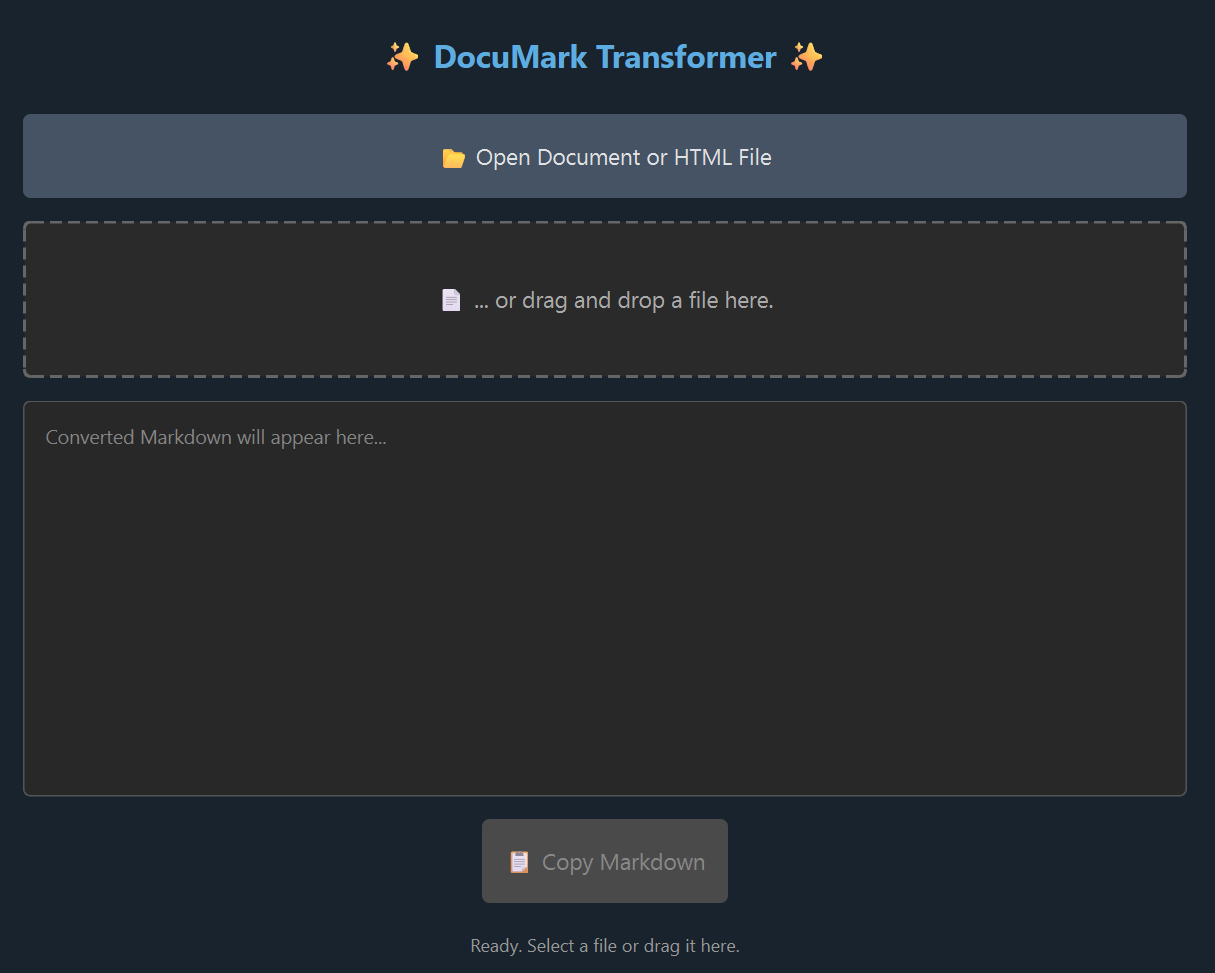 ✨ DocuMark Transformer ✨
📂 Open Document or HTML File
📄 ... or drag and drop a file here.
Converted Markdown will appear here...
📋 Copy Markdown
Ready. Select a file or drag it here.